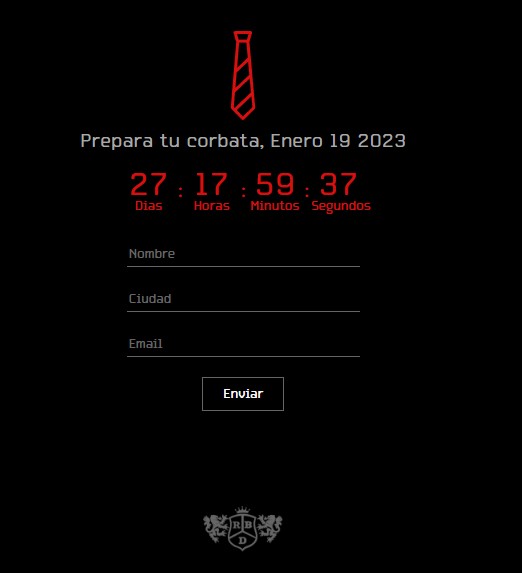 Prepara tu corbata, Enero 19 2023
27 : 17 : 59 : 37
Dias Horas Minutos Segundos
Nombre
Ciudad
Email
Enviar
R B
D